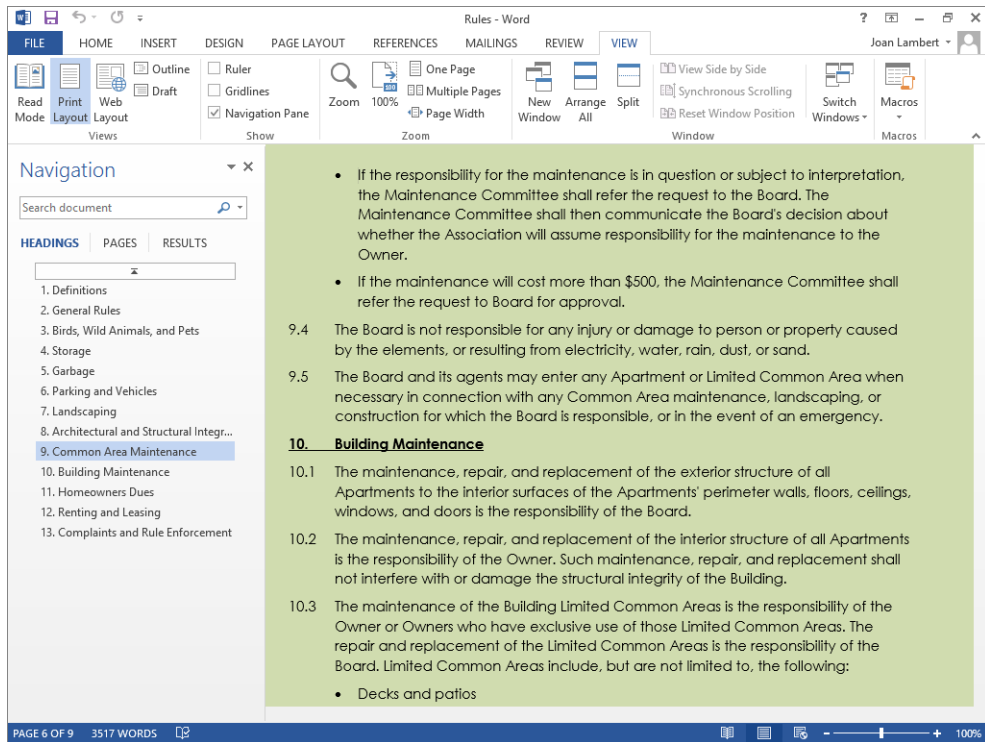 Rules - Word
FILE HOME INSERT DESIGN PAGE LAYOUT REFERENCES MAILINGS REVIEW VIEW Joan Lambert
Read Mode
Print Layout
Web Layout
Outline
Draft
Views
Ruler
Gridlines
Navigation Pane
Show
Zoom
100%
One Page
Multiple Pages
Page Width
Zoom
New Window
Arrange All
Split
View Side by Side
Synchronous Scrolling
Reset Window Position
Window
Switch Windows
Macros
Macros
Navigation
Search document
HEADINGS PAGES RESULTS
1. Definitions
2. General Rules
3. Birds, Wild Animals, and Pets
4. Storage
5. Garbage
6. Parking and Vehicles
7. Landscaping
8. Architectural and Structural Integr...
9. Common Area Maintenance
10. Building Maintenance
11. Homeowners Dues
12. Renting and Leasing
13. Complaints and Rule Enforcement
• If the responsibility for the maintenance is in question or subject to interpretation,
the Maintenance Committee shall refer the request to the Board. The
Maintenance Committee shall then communicate the Board's decision about
whether the Association will assume responsibility for the maintenance to the
Owner.
• If the maintenance will cost more than $500, the Maintenance Committee shall
refer the request to Board for approval.
9.4 The Board is not responsible for any injury or damage to person or property caused
by the elements, or resulting from electricity, water, rain, dust, or sand.
9.5 The Board and its agents may enter any Apartment or Limited Common Area when
necessary in connection with any Common Area maintenance, landscaping, or
construction for which the Board is responsible, or in the event of an emergency.
10. Building Maintenance
10.1 The maintenance, repair, and replacement of the exterior structure of all
Apartments to the interior surfaces of the Apartments' perimeter walls, floors, ceilings,
windows, and doors is the responsibility of the Board.
10.2 The maintenance, repair, and replacement of the interior structure of all Apartments
is the responsibility of the Owner. Such maintenance, repair, and replacement shall
not interfere with or damage the structural integrity of the Building.
10.3 The maintenance of the Building Limited Common Areas is the responsibility of the
Owner or Owners who have exclusive use of those Limited Common Areas. The
repair and replacement of the Limited Common Areas is the responsibility of the
Board. Limited Common Areas include, but are not limited to, the following:
• Decks and patios
PAGE 6 OF 9 3517 WORDS 100%